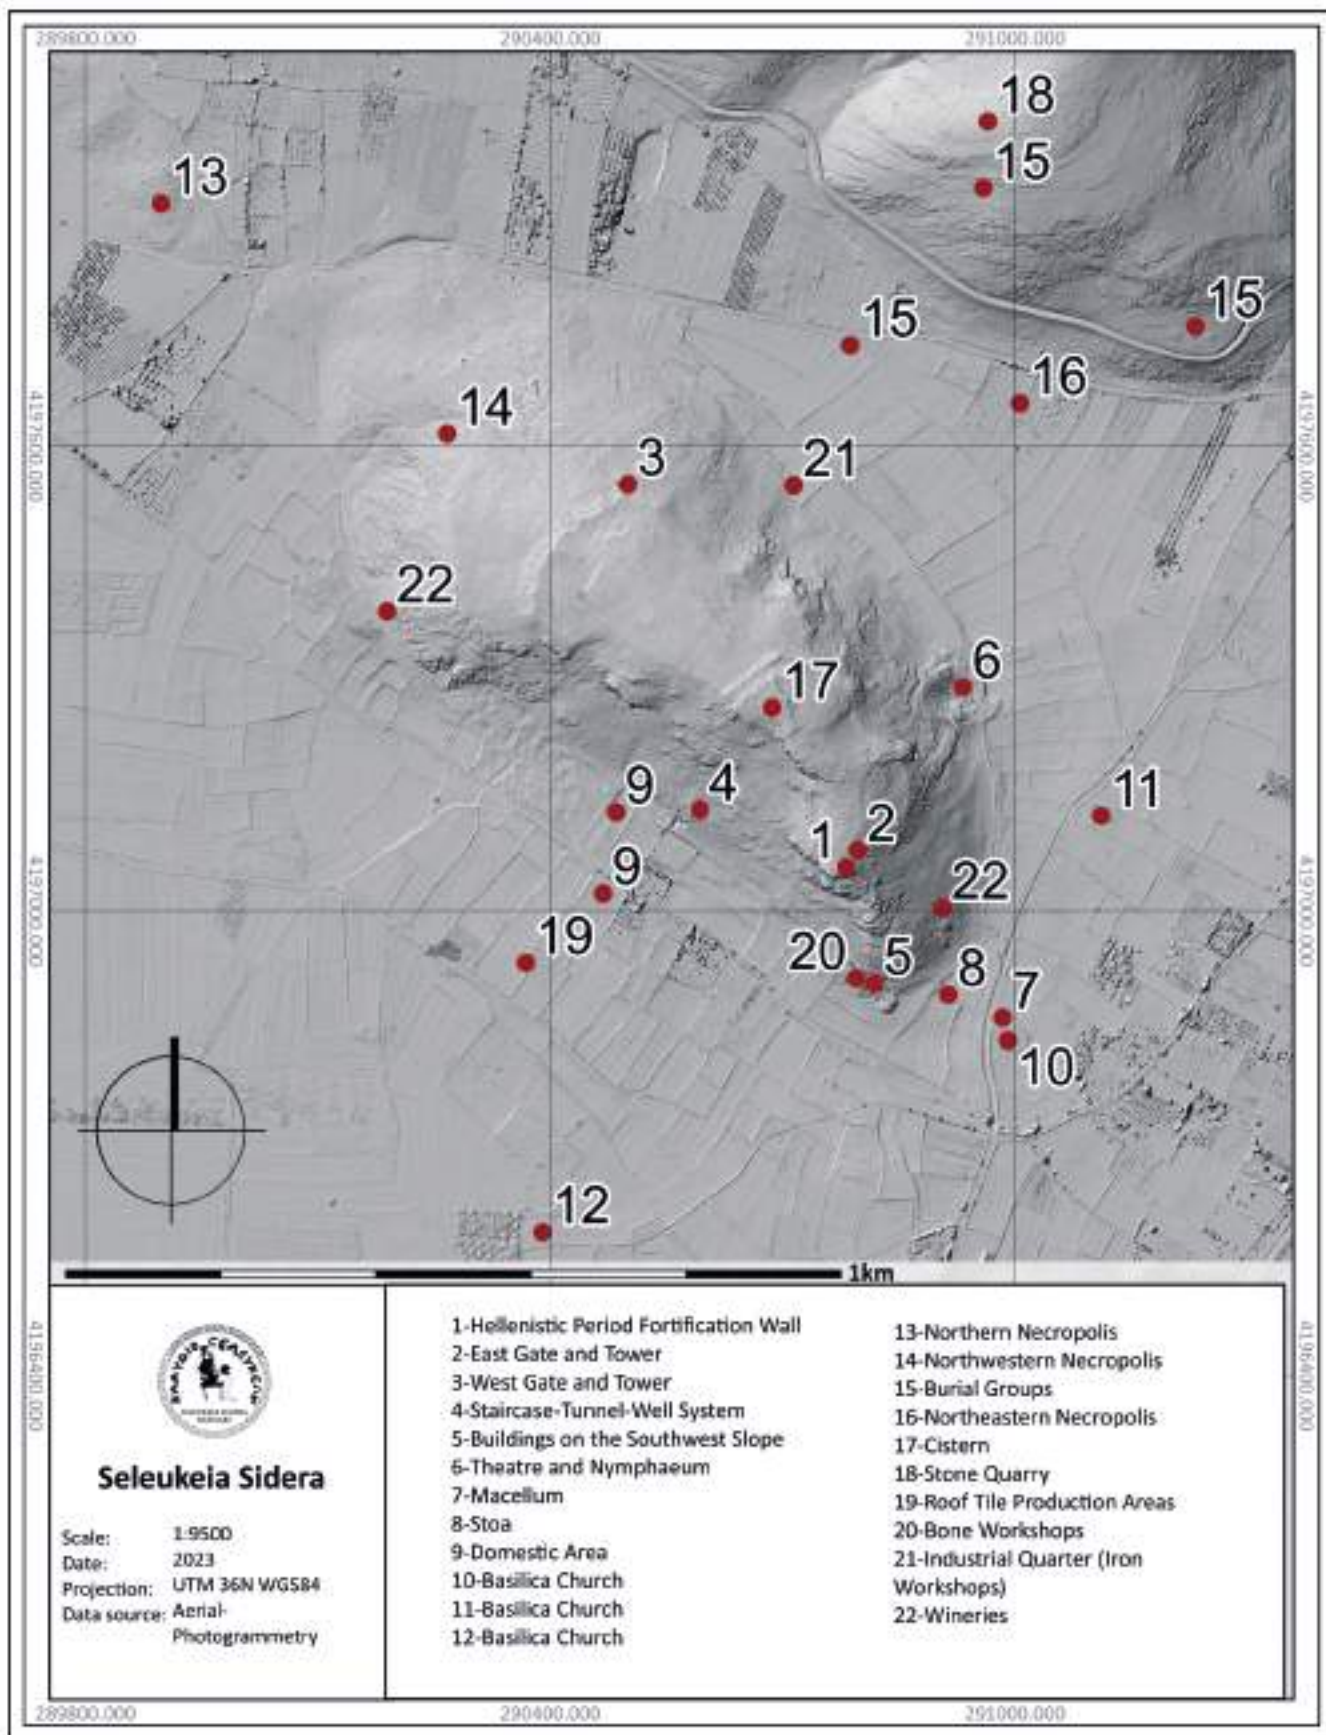 289800.000 290400.000 291000.000
18
15
13
15
15
16
14
3
21
4197600.000 4197600.000
22
6
17
9
4
11
2
1
9
22
4197000.000 4197000.000
19
20
5
8
7
10
12
1km
1-Hellenistic Period Fortification Wall
2-East Gate and Tower
3-West Gate and Tower
4-Staircase-Tunnel-Well System
5-Buildings on the Southwest Slope
6-Theatre and Nymphaeum
7-Macellum
8-Stoa
9-Domestic Area
10-Basilica Church
11-Basilica Church
12-Basilica Church
13-Northern Necropolis
14-Northwestern Necropolis
15-Burial Groups
16-Northeastern Necropolis
17-Cistern
18-Stone Quarry
19-Roof Tile Production Areas
20-Bone Workshops
21-Industrial Quarter (Iron
Workshops)
22-Wineries
4196400.000 4196400.000
Seleukeia Sidera
Scale: 1:9500
Date: 2023
Projection: UTM 36N WGS84
Data source: Aerial-
Photogrammetry
289800.000 290400.000 291000.000